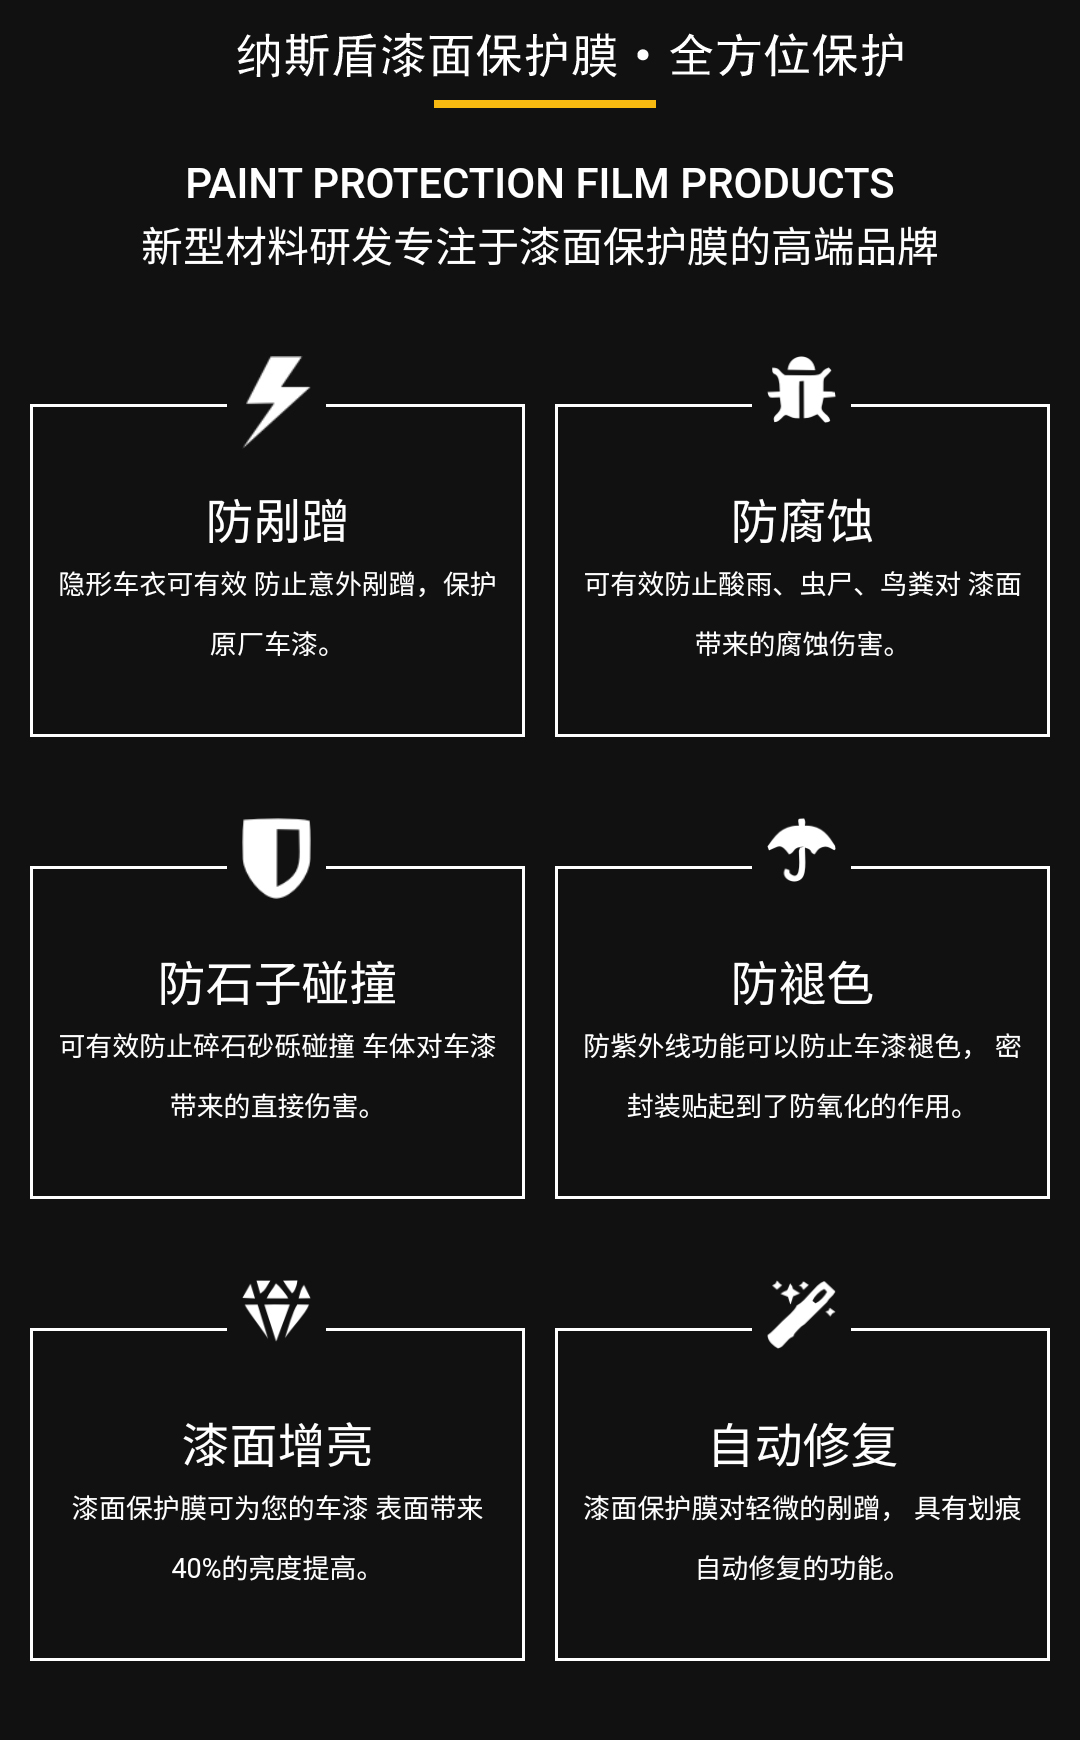 纳斯盾漆面保护膜·全方位保护
PAINT PROTECTION FILM PRODUCTS
新型材料研发专注于漆面保护膜的高端品牌
防剐蹭
隐形车衣可有效 防止意外剐蹭，保护
原厂车漆。
防腐蚀
可有效防止酸雨、虫尸、鸟粪对 漆面
带来的腐蚀伤害。
防石子碰撞
可有效防止碎石砂砾碰撞 车体对车漆
带来的直接伤害。
防褪色
防紫外线功能可以防止车漆褪色， 密
封装贴起到了防氧化的作用。
漆面增亮
漆面保护膜可为您的车漆 表面带来
40%的亮度提高。
自动修复
漆面保护膜对轻微的剐蹭， 具有划痕
自动修复的功能。